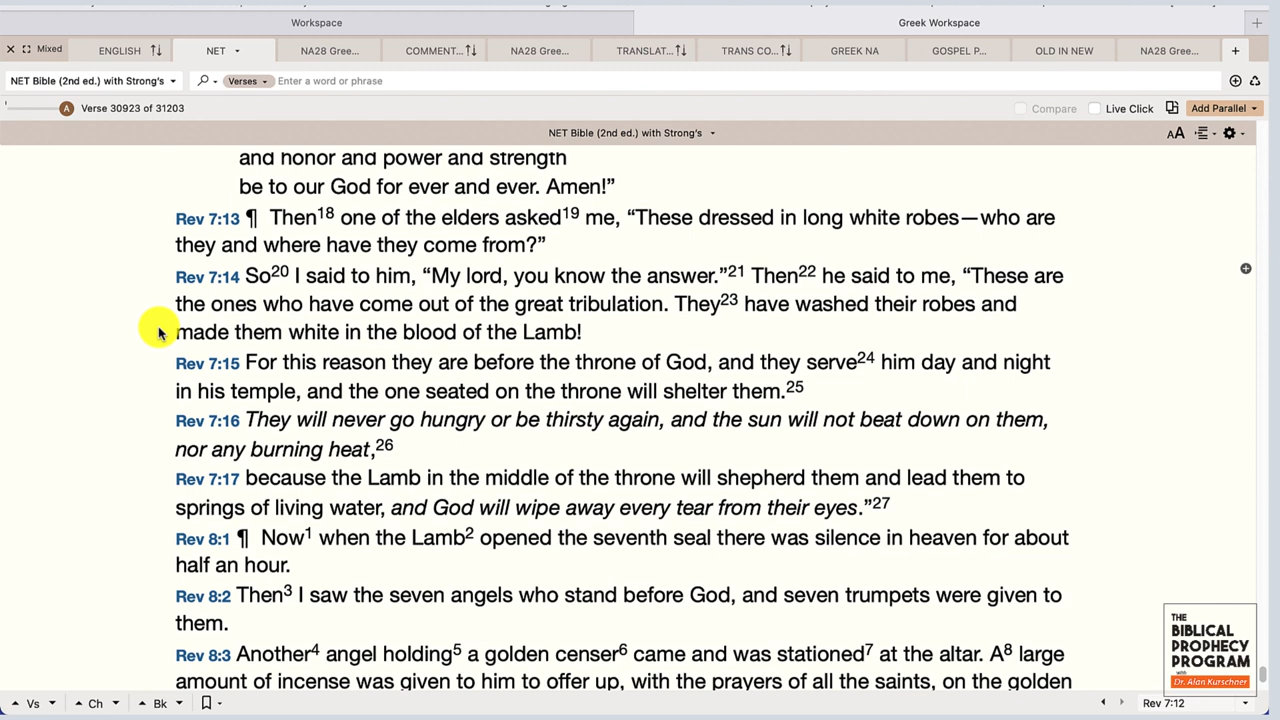 Workspace
Greek Workspace
Mixed
ENGLISH
NET
NA28 Gree...
COMMENT...
NA28 Gree...
TRANSLAT...
TRANS CO...
GREEK NA
GOSPEL P...
OLD IN NEW
NA28 Gree...
NET Bible (2nd ed.) with Strong's
Verses
Enter a word or phrase
A
Verse 30923 of 31203
Compare
Live Click
Add Parallel
NET Bible (2nd ed.) with Strong's
AA
and honor and power and strength
be to our God for ever and ever. Amen!”
Rev 7:13 ¶ Then18 one of the elders asked19 me, “These dressed in long white robes—who are
they and where have they come from?”
Rev 7:14 So20 I said to him, “My lord, you know the answer.”21 Then22 he said to me, “These are
the ones who have come out of the great tribulation. They23 have washed their robes and
made them white in the blood of the Lamb!
Rev 7:15 For this reason they are before the throne of God, and they serve24 him day and night
in his temple, and the one seated on the throne will shelter them.25
Rev 7:16 They will never go hungry or be thirsty again, and the sun will not beat down on them,
nor any burning heat,26
Rev 7:17 because the Lamb in the middle of the throne will shepherd them and lead them to
springs of living water, and God will wipe away every tear from their eyes.”27
Rev 8:1 ¶ Now1 when the Lamb2 opened the seventh seal there was silence in heaven for about
half an hour.
Rev 8:2 Then3 I saw the seven angels who stand before God, and seven trumpets were given to
them.
Rev 8:3 Another4 angel holding5 a golden censer6 came and was stationed7 at the altar. A8 large
amount of incense was given to him to offer up, with the prayers of all the saints, on the golden
THE
BIBLICAL
PROPHECY
PROGRAM
with
Dr. Alan Kurschner
Vs
Ch
Bk
Rev 7:12